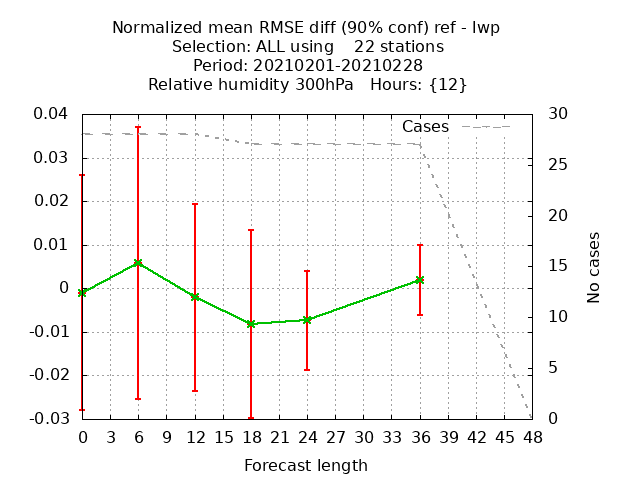 Normalized mean RMSE diff (90% conf) ref - lwp
Selection: ALL using    22 stations
Period: 20210201-20210228
Relative humidity 300hPa   Hours: {12}
Cases
0.04
0.03
0.02
0.01
0
-0.01
-0.02
-0.03
30
25
20
15
10
5
0
No cases
0 3 6 9 12 15 18 21 24 27 30 33 36 39 42 45 48
Forecast length